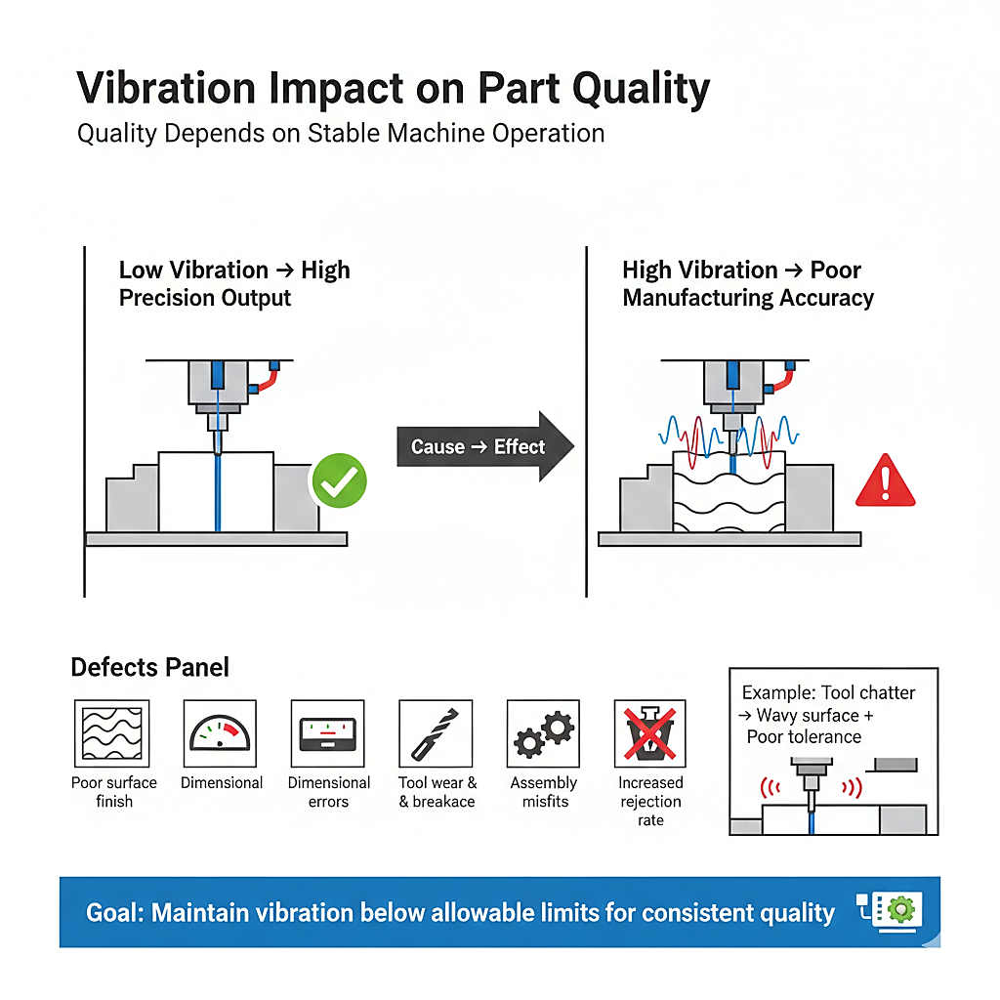 Vibration Impact on Part Quality
Quality Depends on Stable Machine Operation
Low Vibration → High
Precision Output
High Vibration → Poor
Manufacturing Accuracy
Cause → Effect
Defects Panel
Poor surface
finish
Dimensional
Dimensional
errors
Tool wear &
& breakace
Assembly
misfits
Increased
rejection
rate
Example: Tool chatter
→ Wavy surface +
Poor tolerance
Goal: Maintain vibration below allowable limits for consistent quality